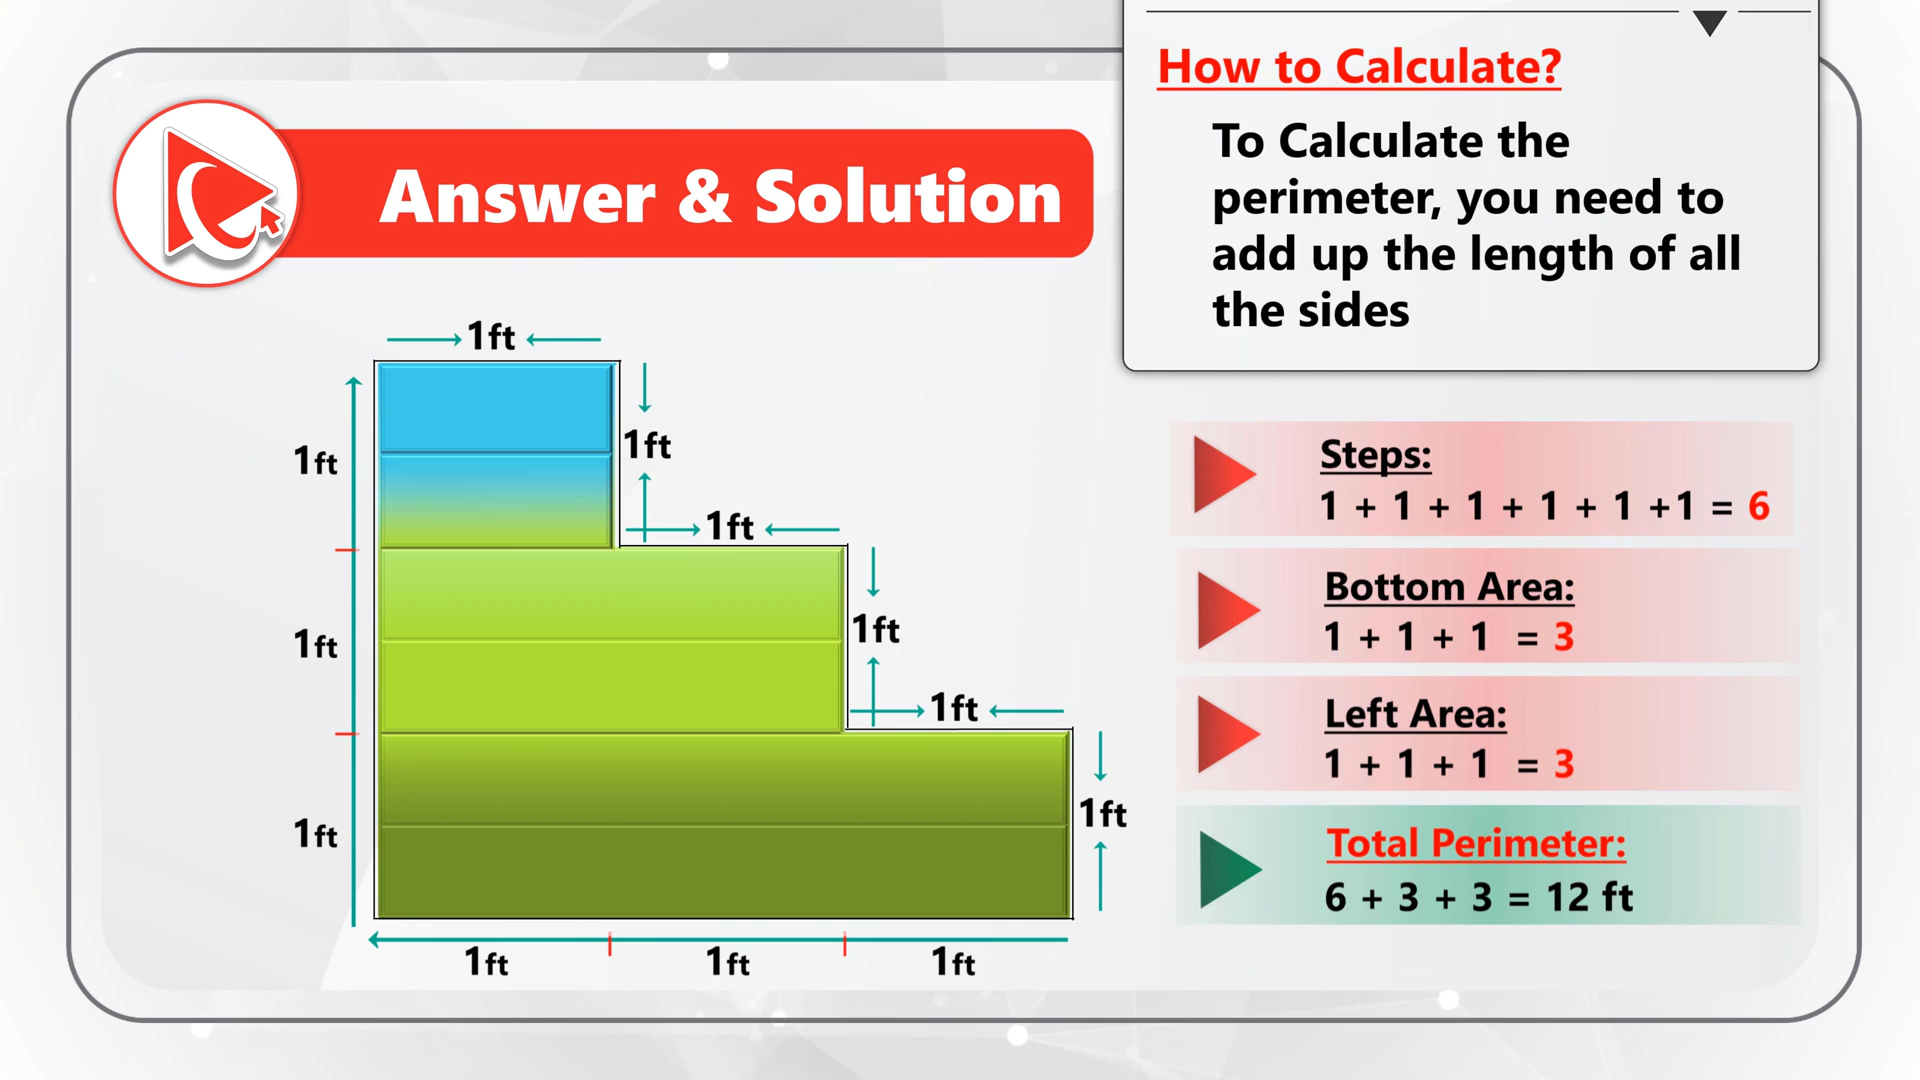 How to Calculate?
To Calculate the
perimeter, you need to
add up the length of all
the sides
Answer & Solution
1ft
1ft
1ft
1ft
1ft
1ft
1ft
1ft
1ft
1ft
1ft
1ft
Steps:
1 + 1 + 1 + 1 + 1 +1 = 6
Bottom Area:
1 + 1 + 1 = 3
Left Area:
1 + 1 + 1 = 3
Total Perimeter:
6 + 3 + 3 = 12 ft